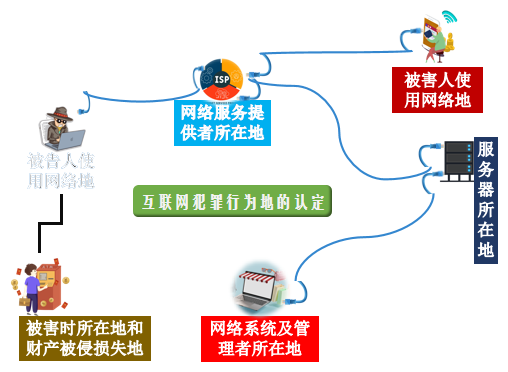 ISP
网络服务提
供者所在地
被害人使
用网络地
被告人使
用网络地
服务器所在地
互联网犯罪行为地的认定
被害时所在地和
财产被侵损失地
网络系统及管
理者所在地